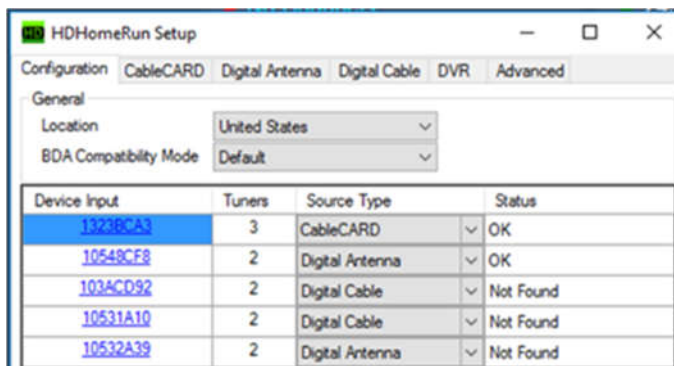 HD HDHomeRun Setup
Configuration CableCARD Digital Antenna Digital Cable DVR Advanced
General
Location United States
BDA Compatibility Mode Default
Device Input Tuners Source Type Status
1323BCA3 3 CableCARD OK
10548CF8 2 Digital Antenna OK
103ACD92 2 Digital Cable Not Found
10531A10 2 Digital Cable Not Found
10532A39 2 Digital Antenna Not Found